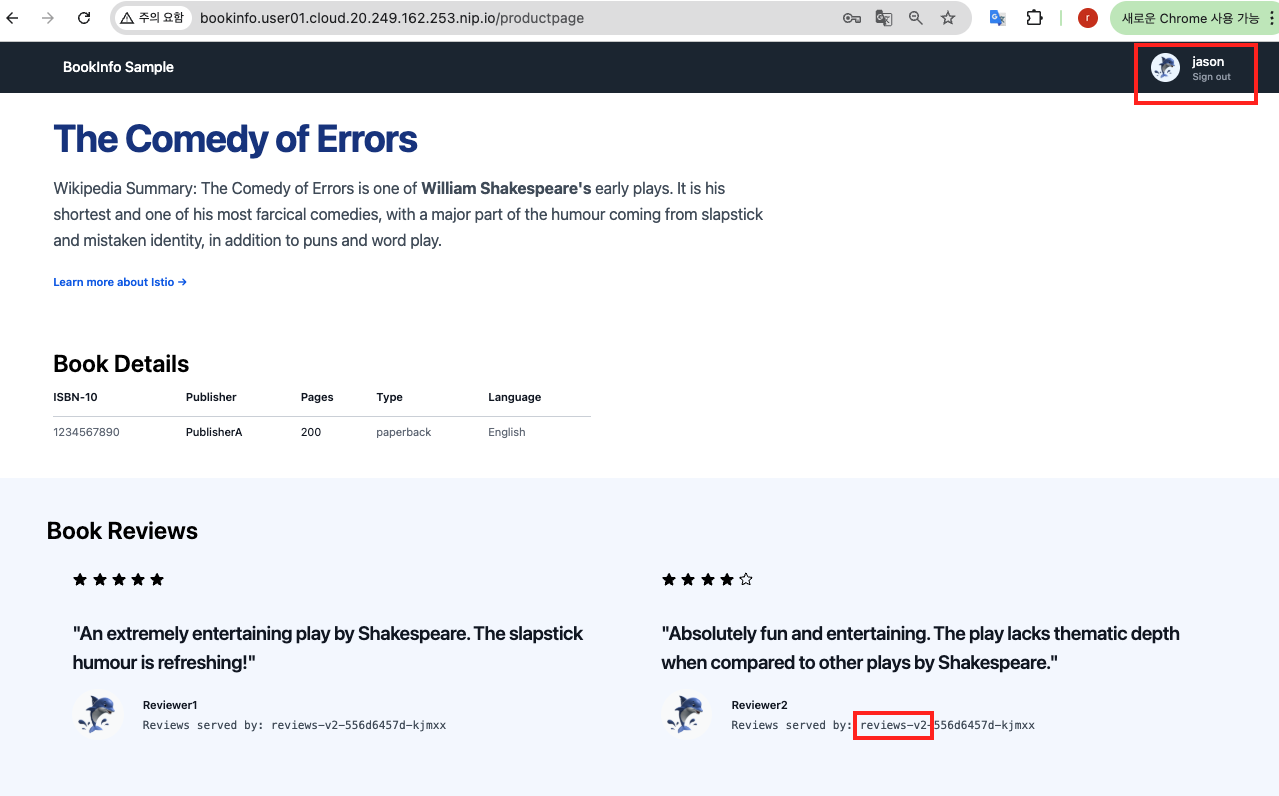 주의 요함
bookinfo.user01.cloud.20.249.162.253.nip.io/productpage
r
새로운 Chrome 사용 가능
BookInfo Sample
jason
Sign out
The Comedy of Errors
Wikipedia Summary: The Comedy of Errors is one of William Shakespeare's early plays. It is his
shortest and one of his most farcical comedies, with a major part of the humour coming from slapstick
and mistaken identity, in addition to puns and word play.
Learn more about Istio →
Book Details
ISBN-10 Publisher Pages Type Language
1234567890 PublisherA 200 paperback English
Book Reviews
"An extremely entertaining play by Shakespeare. The slapstick
humour is refreshing!"
Reviewer1
Reviews served by: reviews-v2-556d6457d-kjmxx
"Absolutely fun and entertaining. The play lacks thematic depth
when compared to other plays by Shakespeare."
Reviewer2
Reviews served by: reviews-v2-556d6457d-kjmxx